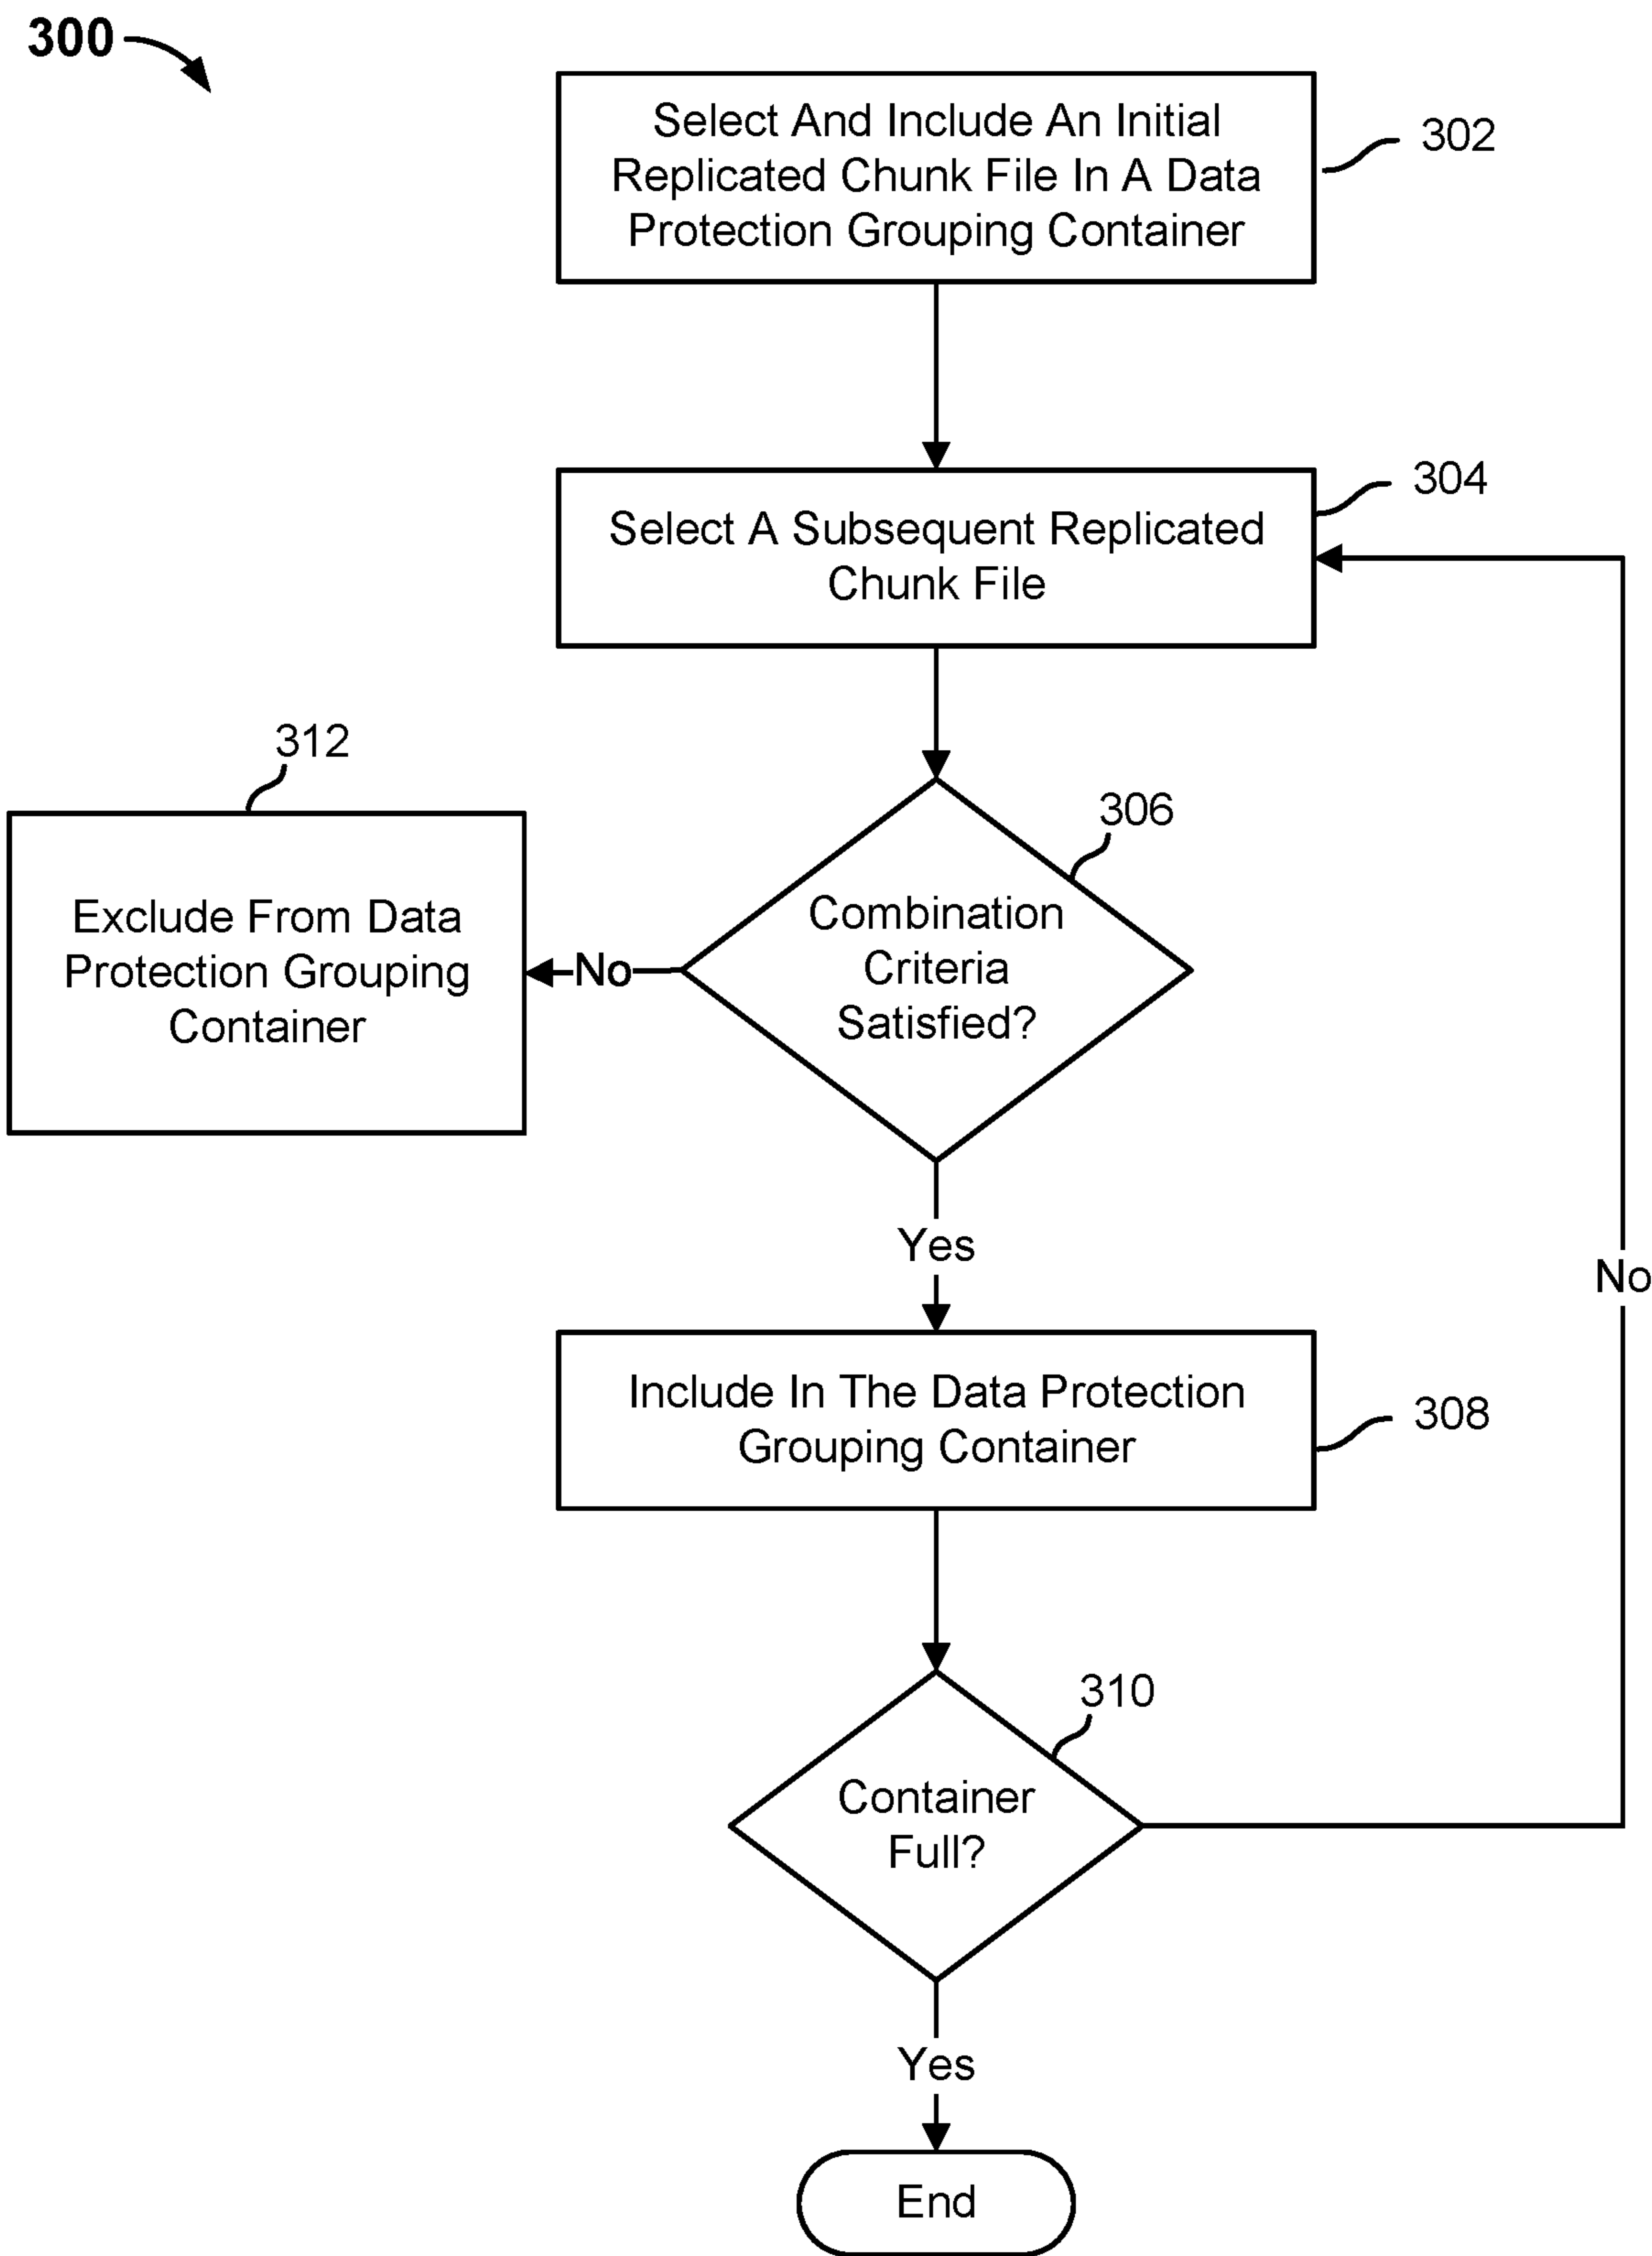 300
Select And Include An Initial
Replicated Chunk File In A Data
Protection Grouping Container
302
Select A Subsequent Replicated
Chunk File
304
312
306
Exclude From Data
Protection Grouping
Container
No
Combination
Criteria
Satisfied?
Yes
No
Include In The Data Protection
Grouping Container
308
310
Container
Full?
Yes
End